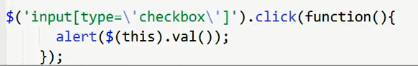 $('input[type=\'checkbox\']').click(function(){
alert($(this).val());
});